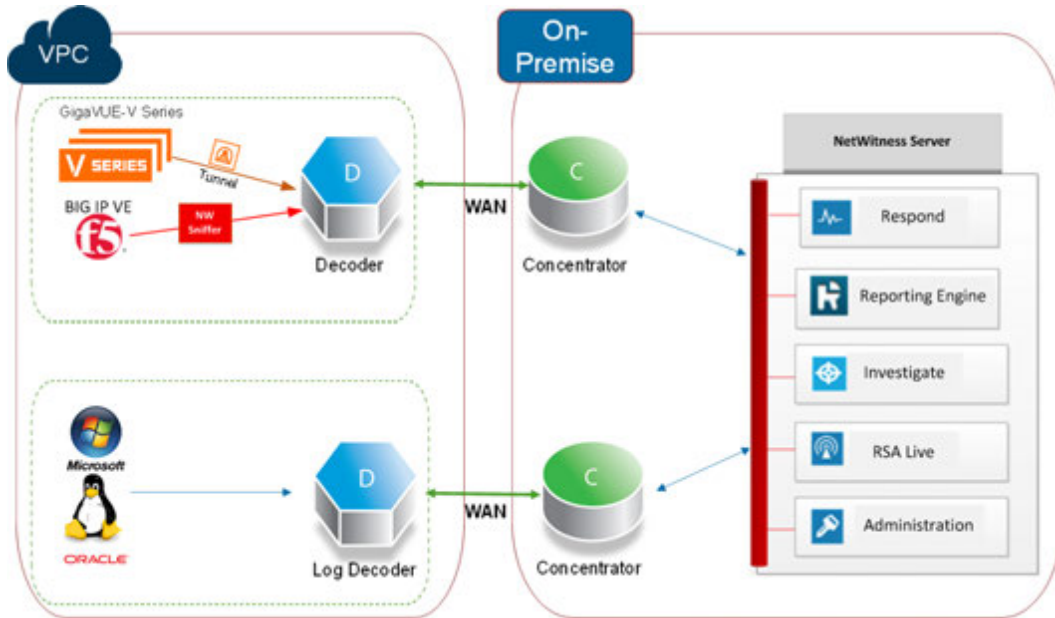 VPC
On-
Premise
GigaVUE-V Series
V SERIES
Tunnel
BIG IP VE
f5
NW
Sniffer
D
Decoder
WAN
C
Concentrator
NetWitness Server
Respond
Reporting Engine
Investigate
RSA Live
Administration
Microsoft
ORACLE
D
Log Decoder
WAN
C
Concentrator